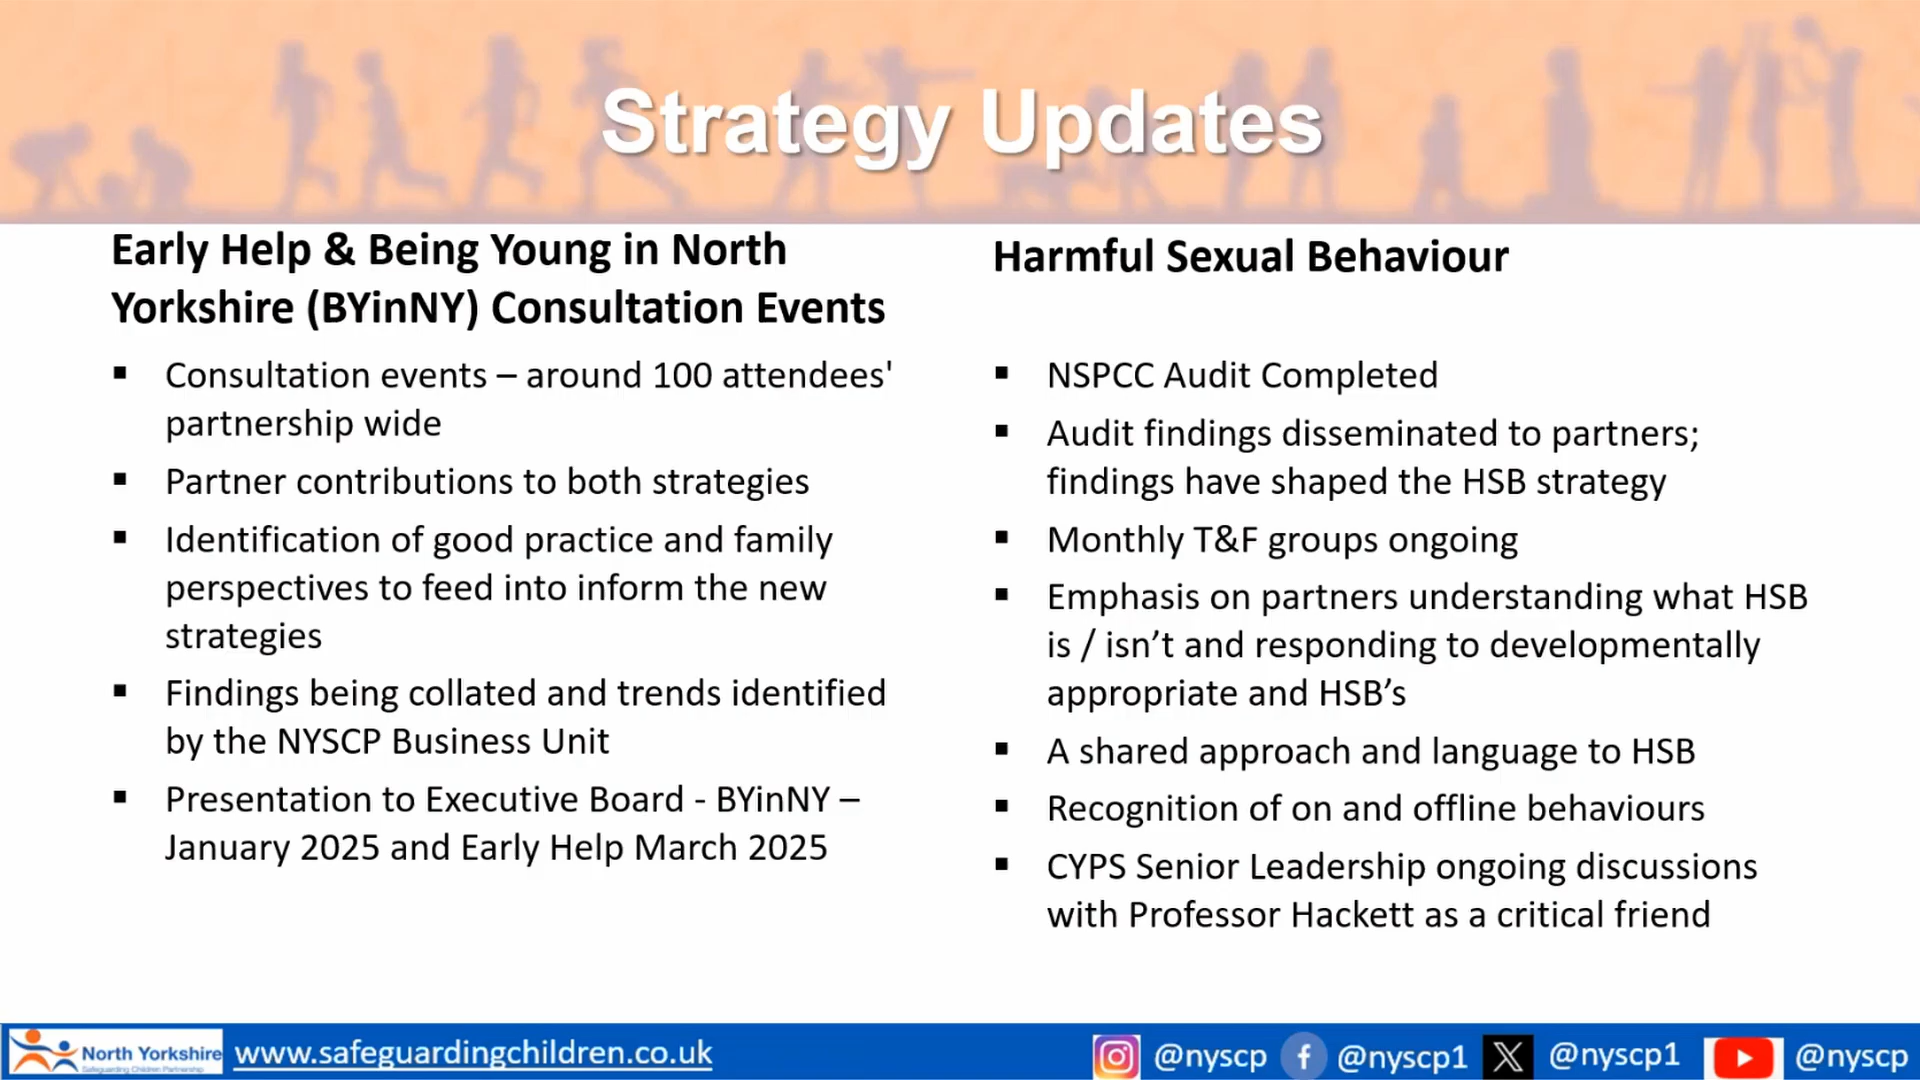 Strategy Updates
Early Help & Being Young in North
Yorkshire (BYinNY) Consultation Events
▪ Consultation events – around 100 attendees'
partnership wide
▪ Partner contributions to both strategies
▪ Identification of good practice and family
perspectives to feed into inform the new
strategies
▪ Findings being collated and trends identified
by the NYSCP Business Unit
▪ Presentation to Executive Board - BYinNY –
January 2025 and Early Help March 2025
Harmful Sexual Behaviour
▪ NSPCC Audit Completed
▪ Audit findings disseminated to partners;
findings have shaped the HSB strategy
▪ Monthly T&F groups ongoing
▪ Emphasis on partners understanding what HSB
is / isn’t and responding to developmentally
appropriate and HSB’s
▪ A shared approach and language to HSB
▪ Recognition of on and offline behaviours
▪ CYPS Senior Leadership ongoing discussions
with Professor Hackett as a critical friend
North Yorkshire
Safeguarding Children Partnership
www.safeguardingchildren.co.uk
@nyscp
@nyscp1
@nyscp1
@nyscp